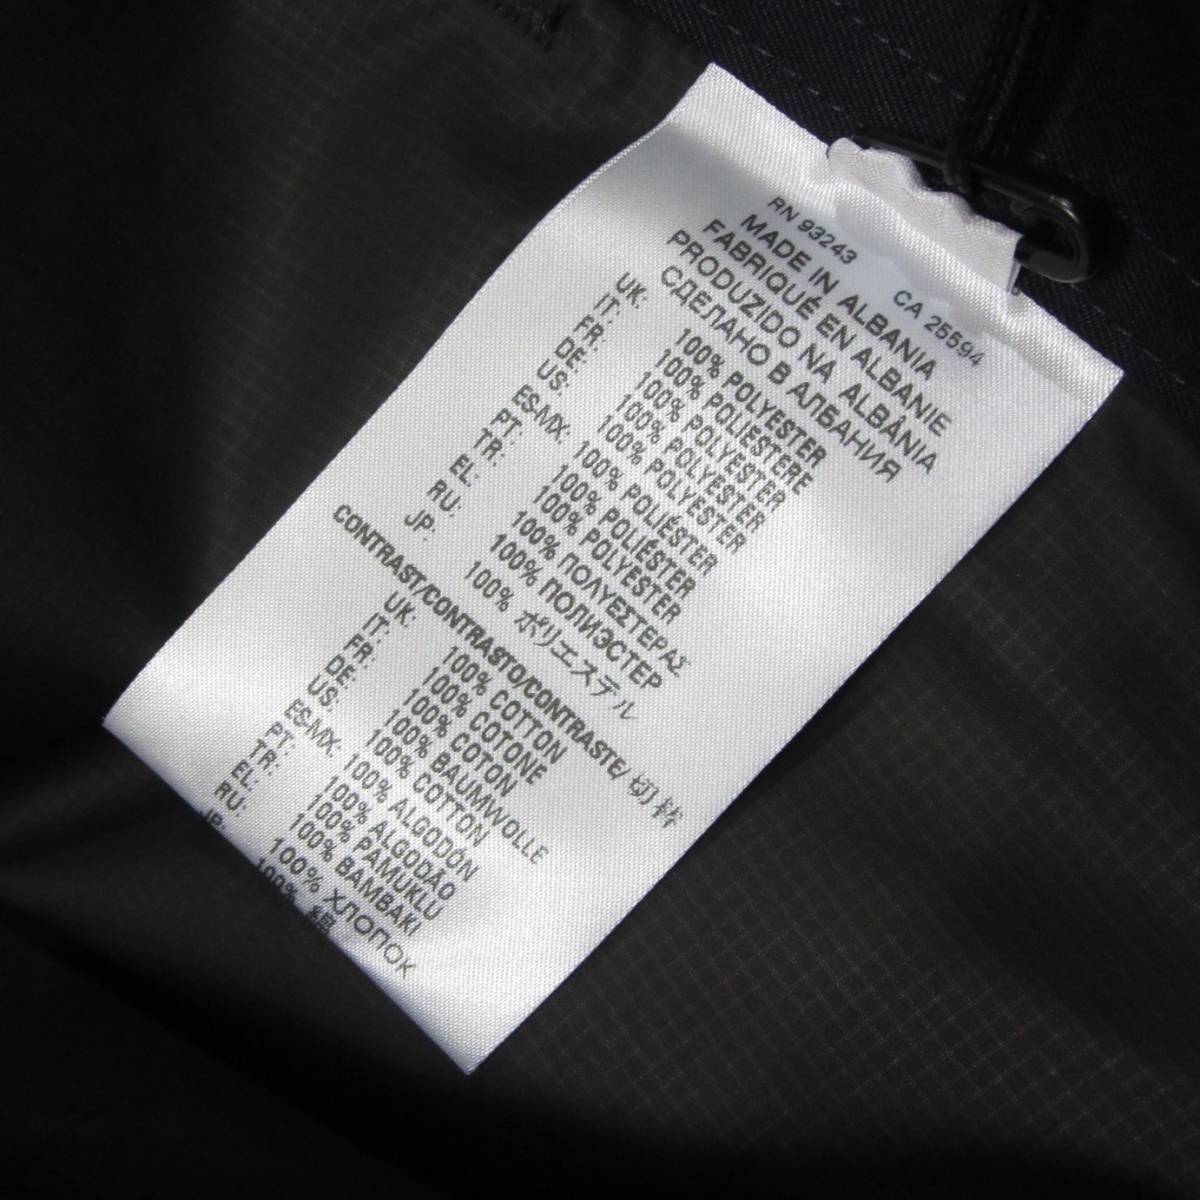 RN 93243 CA 25594
MADE IN ALBANIA
FABRIQUÉ EN ALBANIE
PRODUZIDO NA ALBÁNIA
СДЕЛАНО В АЛБАНИЯ
UK: 100% POLYESTER
IT: 100% POLIESTERE
FR: 100% POLYESTER
DE: 100% POLYESTER
US: 100% POLYESTER
ES-MX: 100% POLIÉSTER
PT: 100% POLIÉSTER
TR: 100% POLYESTER
EL: 100% ΠΟΛΥΕΣΤΕΡΑΣ
RU: 100% ПОЛИЭСТЕР
JP: 100% ポリエステル
CONTRAST/CONTRASTO/CONTRASTE/ 切替
UK: 100% COTTON
IT: 100% COTONE
FR: 100% COTON
DE: 100% BAUMWOLLE
US: 100% COTTON
ES-MX: 100% ALGODÓN
PT: 100% ALGODÃO
TR: 100% PAMUKLU
EL: 100% BAMBAKI
RU: 100% ХЛОПОК
JP: 100% 綿